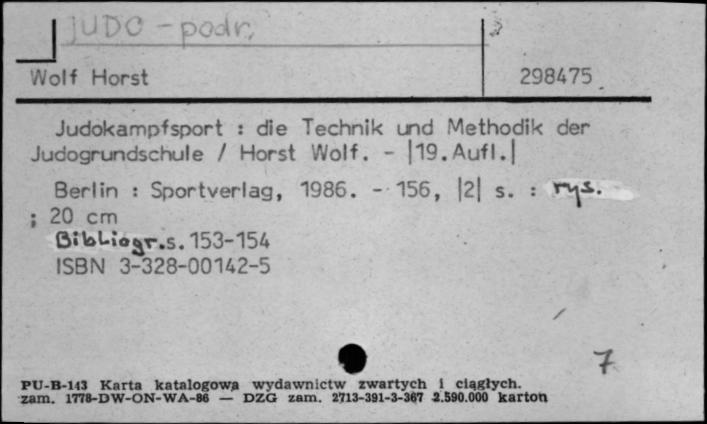 JUDO - podr.
Wolf Horst 298475
Judokampfsport : die Technik und Methodik der
Judogrundschule / Horst Wolf. - |19.Aufl.|
Berlin : Sportverlag, 1986. - 156, |2| s. : rys.
; 20 cm
Bibliogr.s. 153-154
ISBN 3-328-00142-5
7
PU-B-143 Karta katalogowa wydawnictw zwartych i ciągłych.
zam. 1778-DW-ON-WA-86 — DZG zam. 2713-391-3-367 2.590.000 karton